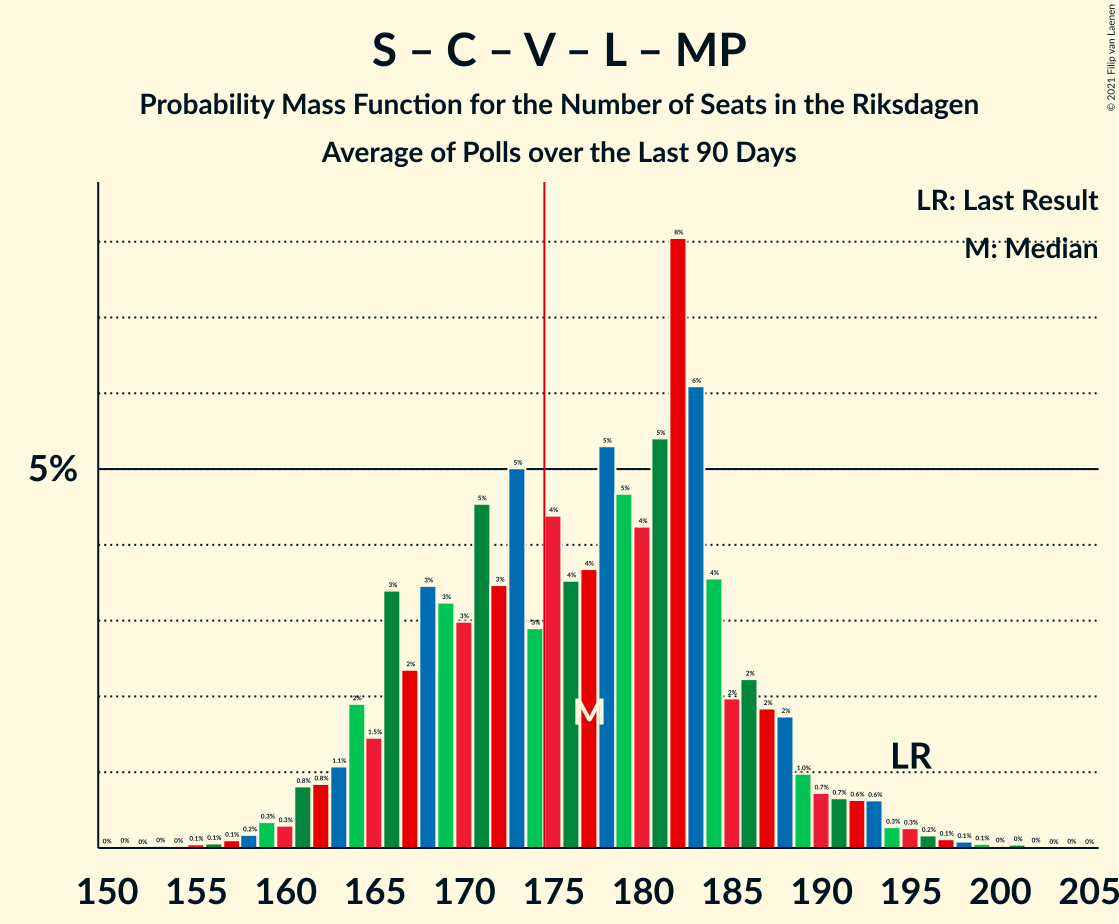 S – C – V – L – MP
Probability Mass Function for the Number of Seats in the Riksdagen
Average of Polls over the Last 90 Days
© 2021 Filip van Laenen
LR: Last Result
M: Median
5%
0% 0% 0% 0% 0% 0.1% 0.1% 0.1% 0.2% 0.3% 0.3% 0.8% 0.8% 1.1% 2% 1.5% 3% 2% 3% 3% 3% 5% 3% 5% 3% 4% 4% 4% 5% 5% 4% 5% 8% 6% 4% 2% 2% 2% 2% 1.0% 0.7% 0.7% 0.6% 0.6% 0.3% 0.3% 0.2% 0.1% 0.1% 0.1% 0% 0% 0% 0% 0% 0%
M
LR
150 155 160 165 170 175 180 185 190 195 200 205